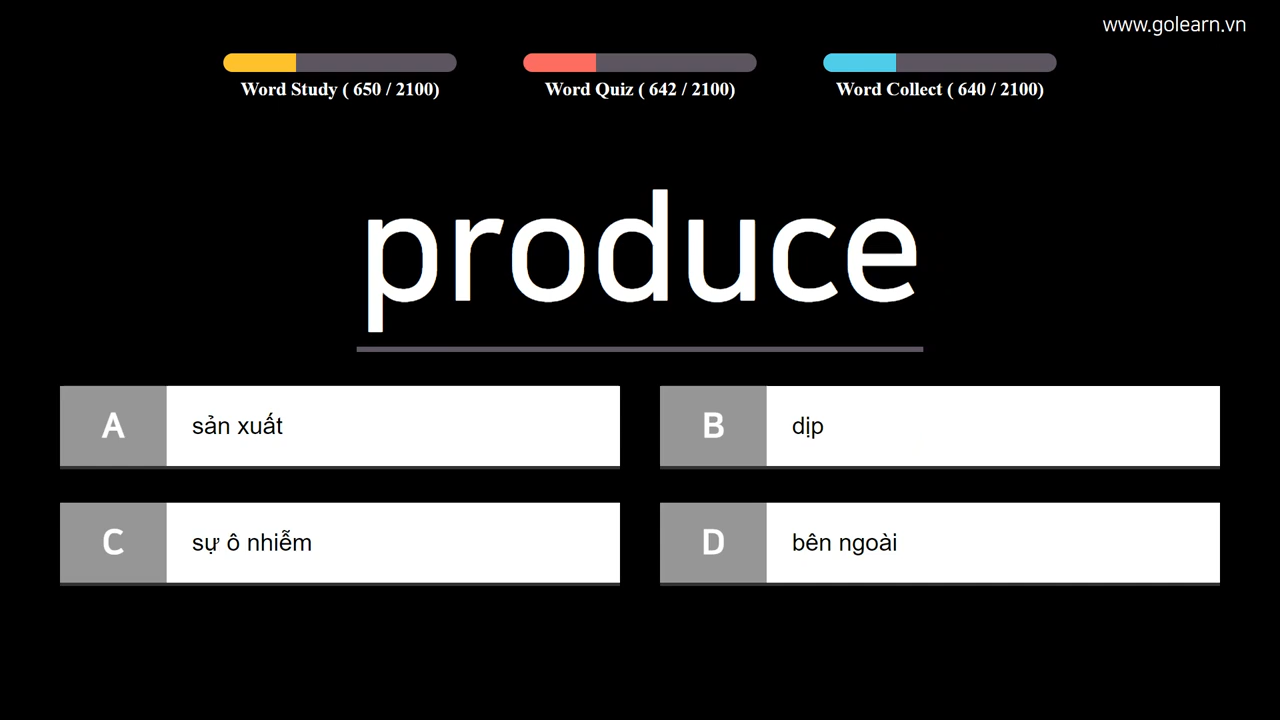 www.golearn.vn
Word Study ( 650 / 2100)
Word Quiz ( 642 / 2100)
Word Collect ( 640 / 2100)
produce
A sản xuất
B dịp
C sự ô nhiễm
D bên ngoài